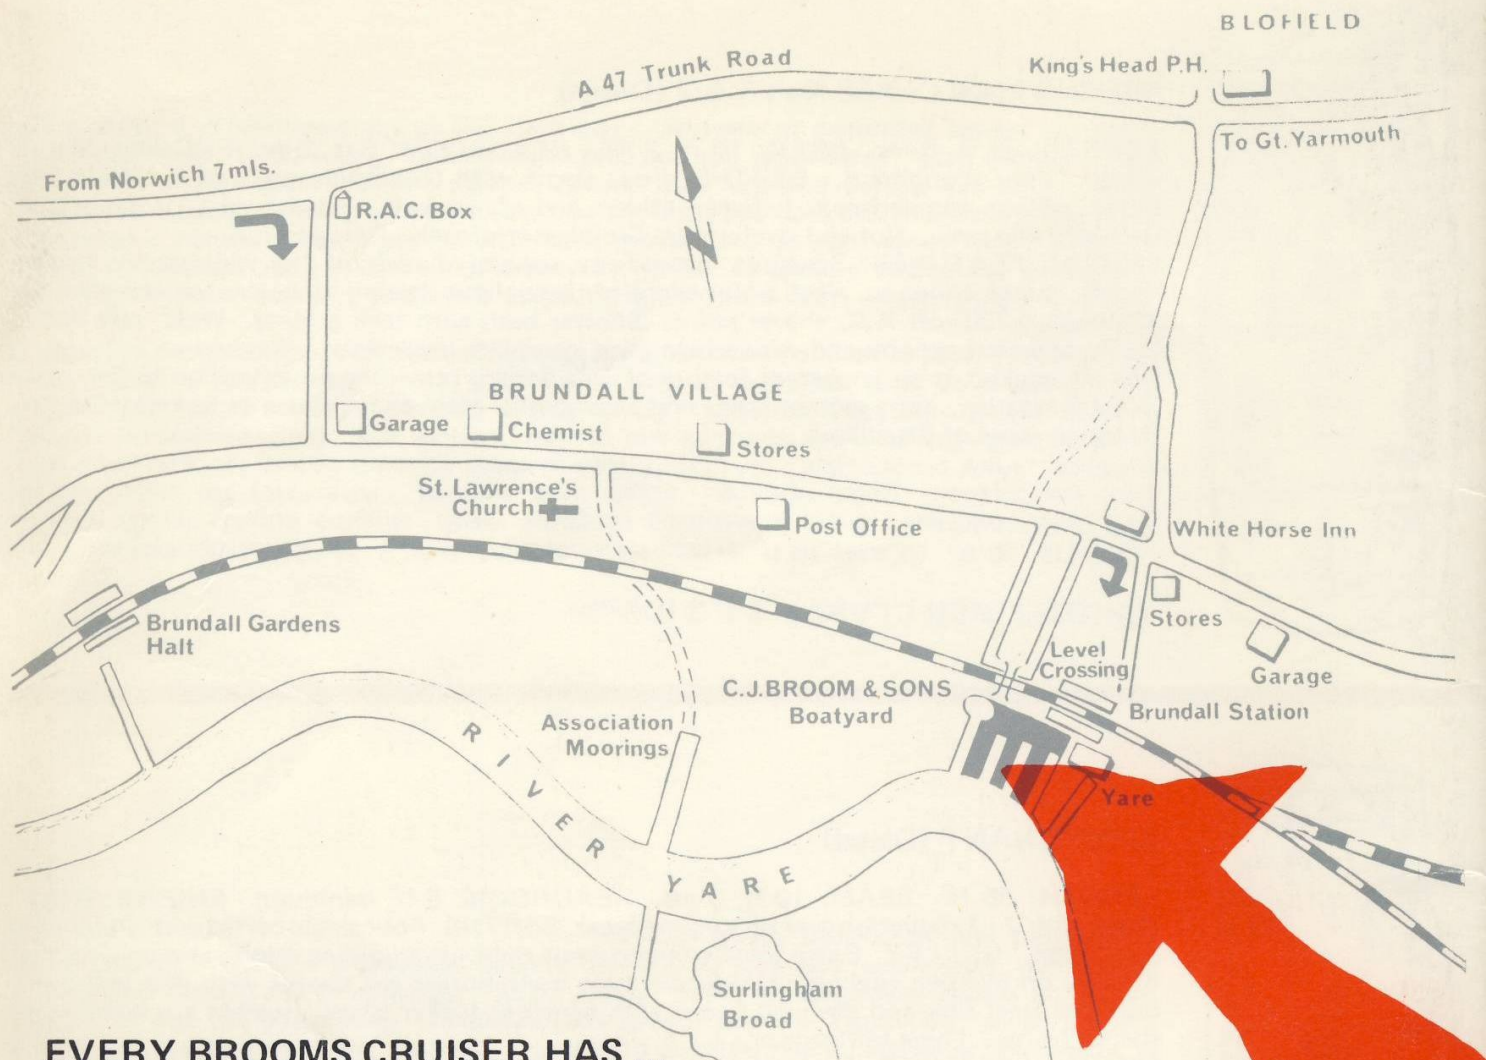 BLOFIELD
King's Head P.H.
A 47 Trunk Road
To Gt. Yarmouth
From Norwich 7mls.
R.A.C. Box
BRUNDALL VILLAGE
Garage
Chemist
Stores
St. Lawrence's
Church
Post Office
White Horse Inn
Stores
Brundall Gardens
Halt
Level
Crossing
Garage
C.J. BROOM & SONS
Boatyard
Brundall Station
Association
Moorings
RIVER YARE
Yare
Surlingham
Broad
EVERY BROOMS CRUISER HAS